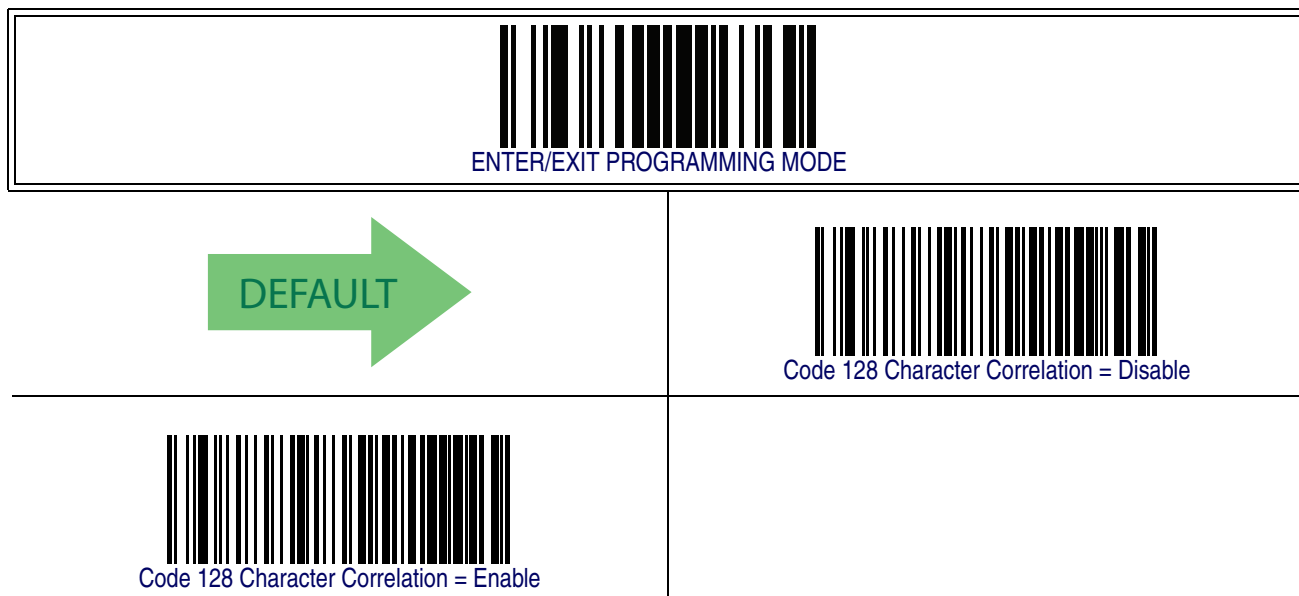 ENTER/EXIT PROGRAMMING MODE
DEFAULT
Code 128 Character Correlation = Disable
Code 128 Character Correlation = Enable